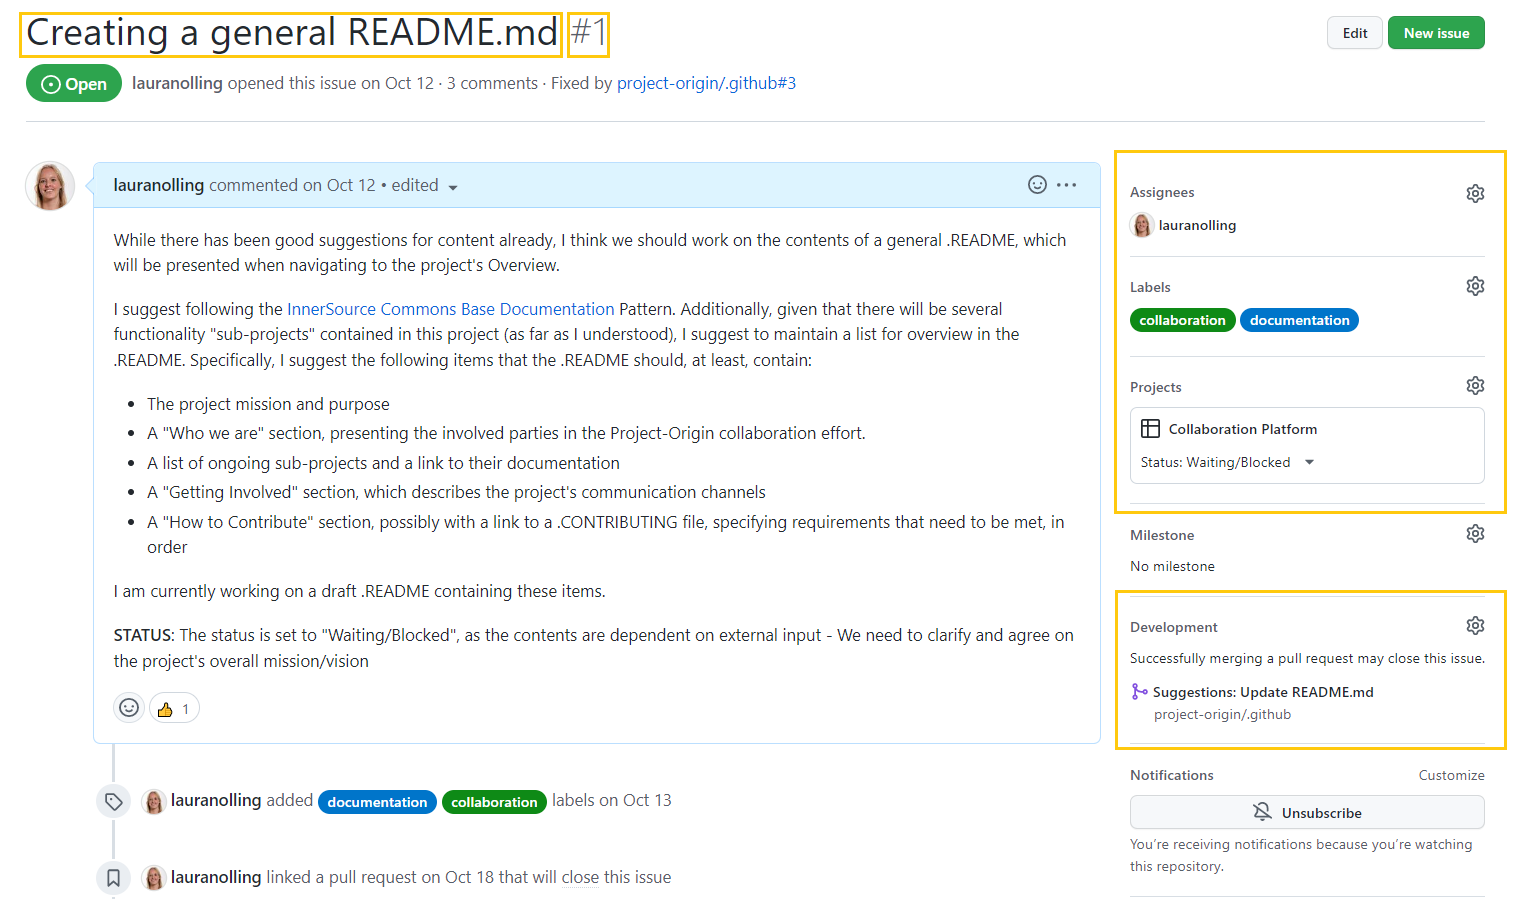 Creating a general README.md #1
Edit
New issue
Open
lauranolling opened this issue on Oct 12 · 3 comments · Fixed by project-origin/.github#3
lauranolling commented on Oct 12 • edited
While there has been good suggestions for content already, I think we should work on the contents of a general .README, which
will be presented when navigating to the project's Overview.
I suggest following the InnerSource Commons Base Documentation Pattern. Additionally, given that there will be several
functionality "sub-projects" contained in this project (as far as I understood), I suggest to maintain a list for overview in the
.README. Specifically, I suggest the following items that the .README should, at least, contain:
• The project mission and purpose
• A "Who we are" section, presenting the involved parties in the Project-Origin collaboration effort.
• A list of ongoing sub-projects and a link to their documentation
• A "Getting Involved" section, which describes the project's communication channels
• A "How to Contribute" section, possibly with a link to a .CONTRIBUTING file, specifying requirements that need to be met, in
order
I am currently working on a draft .README containing these items.
STATUS: The status is set to "Waiting/Blocked", as the contents are dependent on external input - We need to clarify and agree on
the project's overall mission/vision
1
lauranolling added documentation collaboration labels on Oct 13
lauranolling linked a pull request on Oct 18 that will close this issue
Assignees
lauranolling
Labels
collaboration documentation
Projects
Collaboration Platform
Status: Waiting/Blocked
Milestone
No milestone
Development
Successfully merging a pull request may close this issue.
Suggestions: Update README.md
project-origin/.github
Notifications
Customize
Unsubscribe
You're receiving notifications because you're watching
this repository.